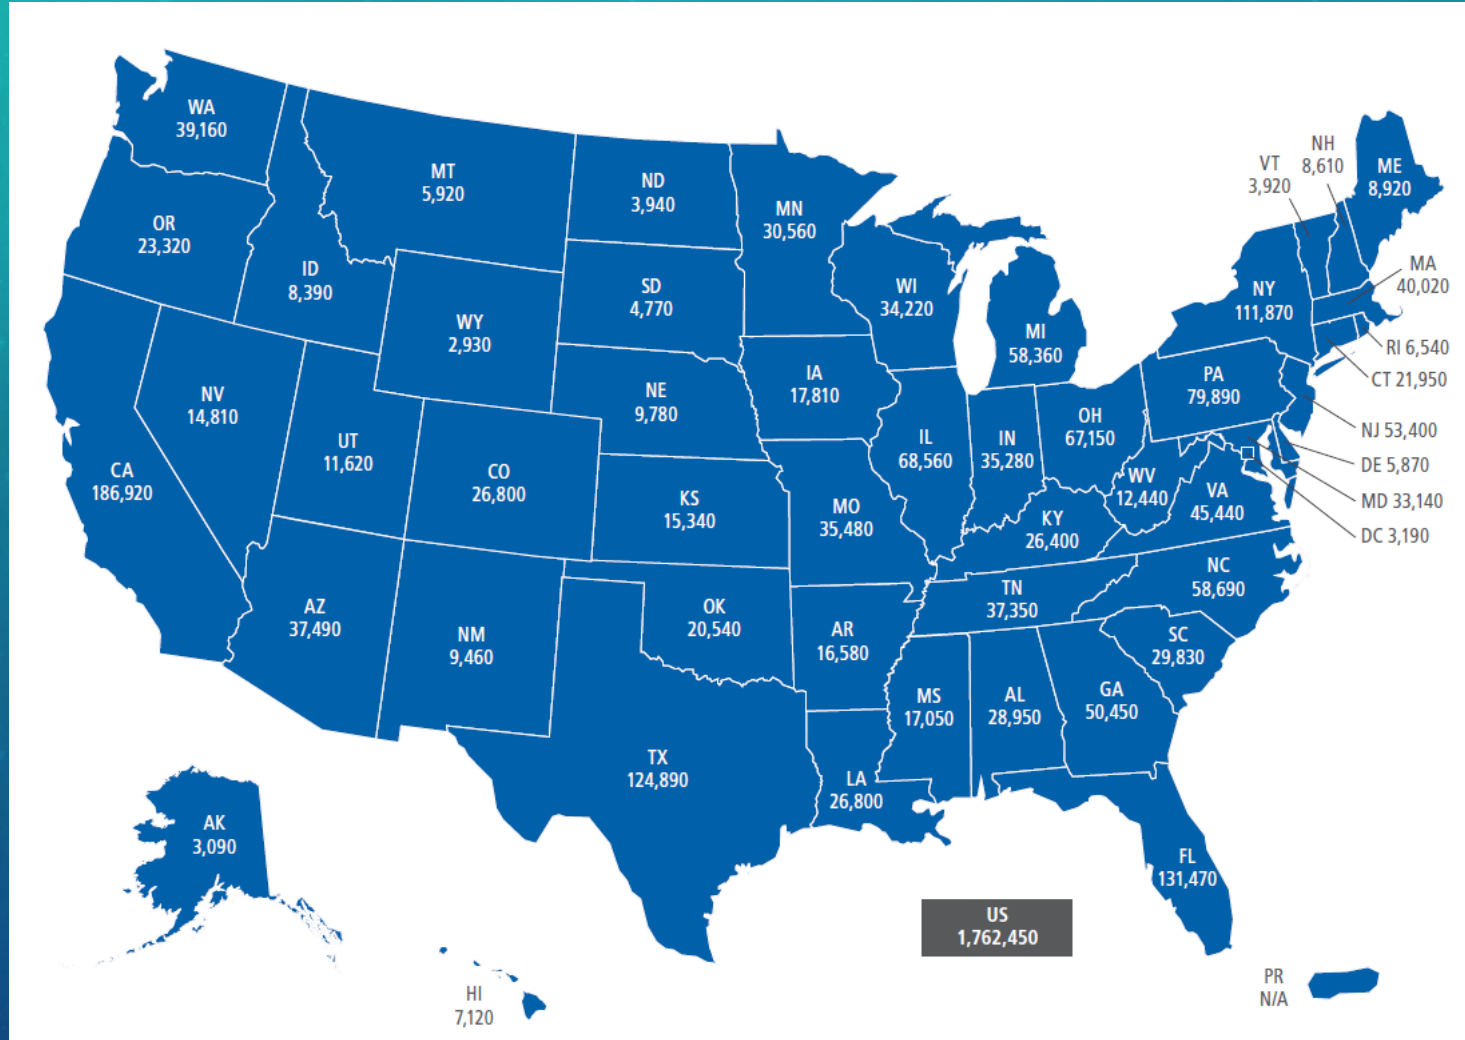 WA
39,160
MT
5,920
ND
3,940
MN
30,560
VT
3,920
NH
8,610
ME
8,920
OR
23,320
ID
8,390
SD
4,770
WI
34,220
MI
58,360
NY
111,870
MA
40,020
RI 6,540
CT 21,950
WY
2,930
NV
14,810
UT
11,620
NE
9,780
IA
17,810
PA
79,890
NJ 53,400
DE 5,870
MD 33,140
DC 3,190
CA
186,920
CO
26,800
KS
15,340
MO
35,480
IL
68,560
IN
35,280
OH
67,150
WV
12,440
VA
45,440
KY
26,400
NC
58,690
TN
37,350
AZ
37,490
NM
9,460
OK
20,540
AR
16,580
SC
29,830
MS
17,050
AL
28,950
GA
50,450
TX
124,890
LA
26,800
FL
131,470
AK
3,090
HI
7,120
US
1,762,450
PR
N/A